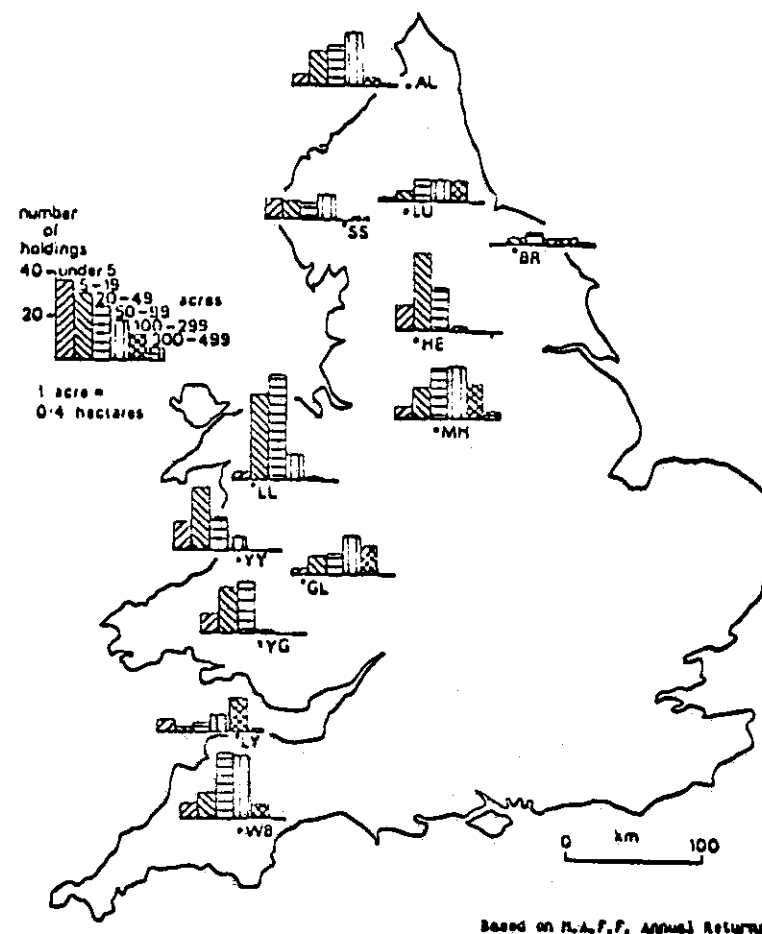 AL
LU
SS
BR
number
of
holdings
40 under 5
5-19
20-49 acres
20 50-99
100-299
300-499
HE
1 acre =
0.4 hectares
MH
LL
YY
GL
YG
LY
WB
km
0 100
Based on M.A.F.F. Annual Returns